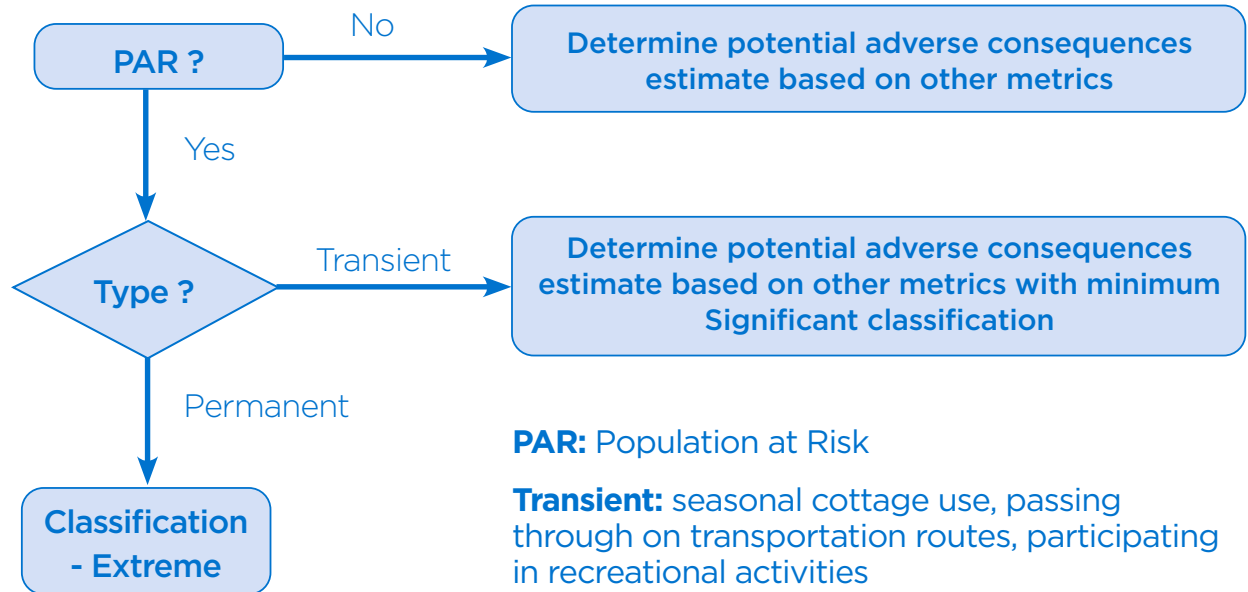 PAR ?
No
Determine potential adverse consequences
estimate based on other metrics
Yes
Type ?
Transient
Determine potential adverse consequences
estimate based on other metrics with minimum
Significant classification
Permanent
Classification
- Extreme
PAR: Population at Risk
Transient: seasonal cottage use, passing
through on transportation routes, participating
in recreational activities